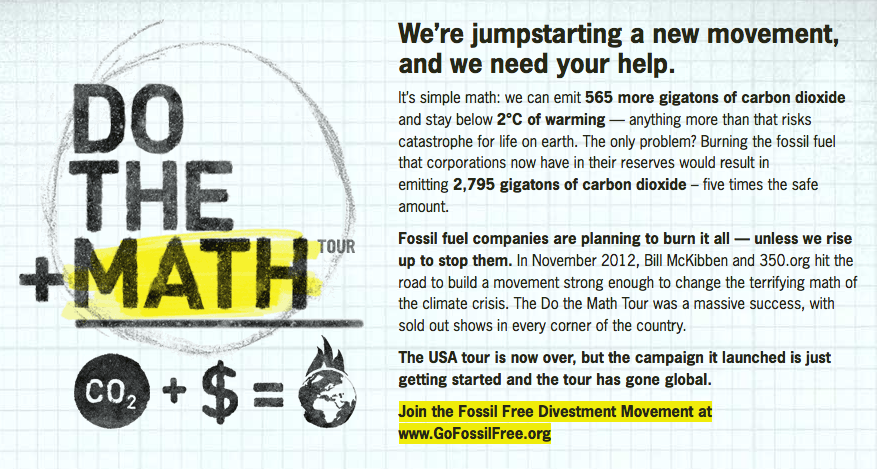 DO
THE
+MATH TOUR
CO2 + $ =
We're jumpstarting a new movement,
and we need your help.
It's simple math: we can emit 565 more gigatons of carbon dioxide
and stay below 2°C of warming — anything more than that risks
catastrophe for life on earth. The only problem? Burning the fossil fuel
that corporations now have in their reserves would result in
emitting 2,795 gigatons of carbon dioxide – five times the safe
amount.
Fossil fuel companies are planning to burn it all — unless we rise
up to stop them. In November 2012, Bill McKibben and 350.org hit the
road to build a movement strong enough to change the terrifying math of
the climate crisis. The Do the Math Tour was a massive success, with
sold out shows in every corner of the country.
The USA tour is now over, but the campaign it launched is just
getting started and the tour has gone global.
Join the Fossil Free Divestment Movement at
www.GoFossilFree.org